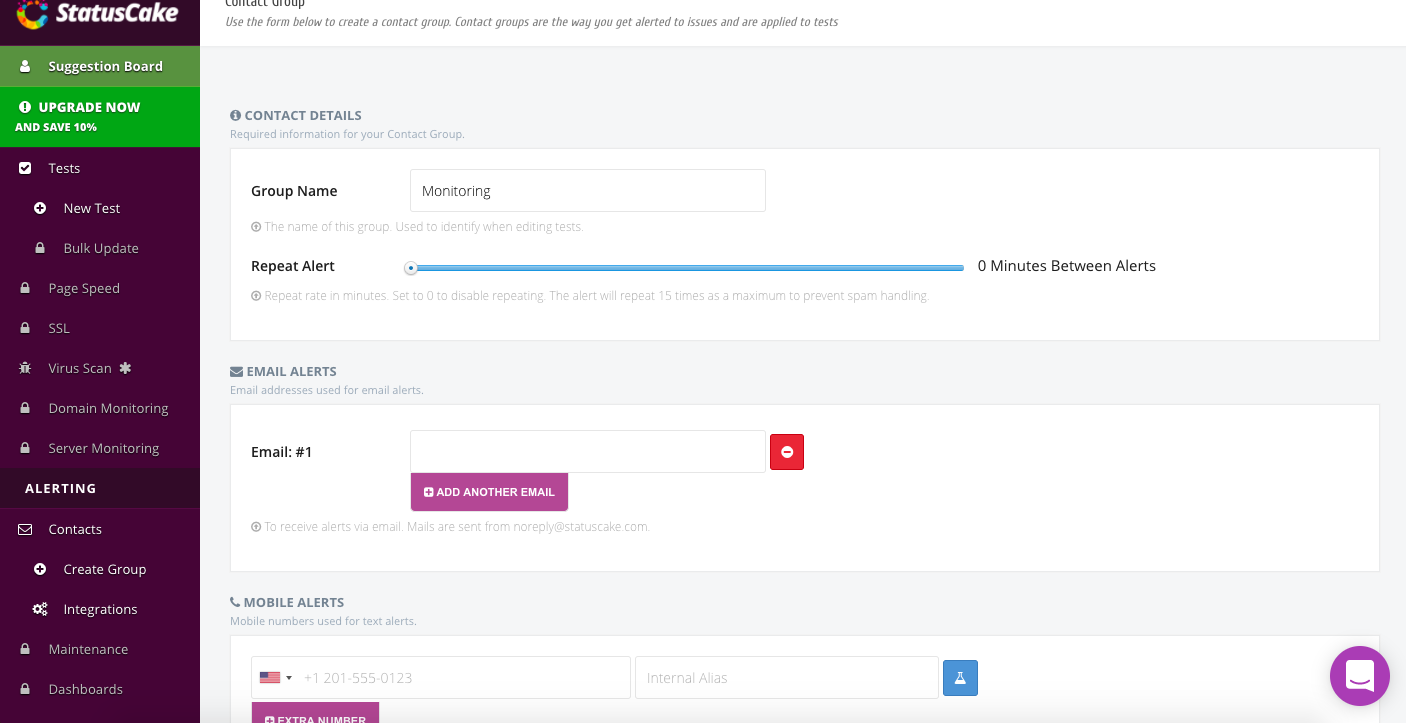 StatusCake
Suggestion Board
UPGRADE NOW
AND SAVE 10%
Tests
New Test
Bulk Update
Page Speed
SSL
Virus Scan
Domain Monitoring
Server Monitoring
ALERTING
Contacts
Create Group
Integrations
Maintenance
Dashboards
Contact Group
Use the form below to create a contact group. Contact groups are the way you get alerted to issues and are applied to tests
CONTACT DETAILS
Required information for your Contact Group.
Group Name Monitoring
The name of this group. Used to identify when editing tests.
Repeat Alert 0 Minutes Between Alerts
Repeat rate in minutes. Set to 0 to disable repeating. The alert will repeat 15 times as a maximum to prevent spam handling.
EMAIL ALERTS
Email addresses used for email alerts.
Email: #1
ADD ANOTHER EMAIL
To receive alerts via email. Mails are sent from noreply@statuscake.com.
MOBILE ALERTS
Mobile numbers used for text alerts.
+1 201-555-0123 Internal Alias
EXTRA NUMBER